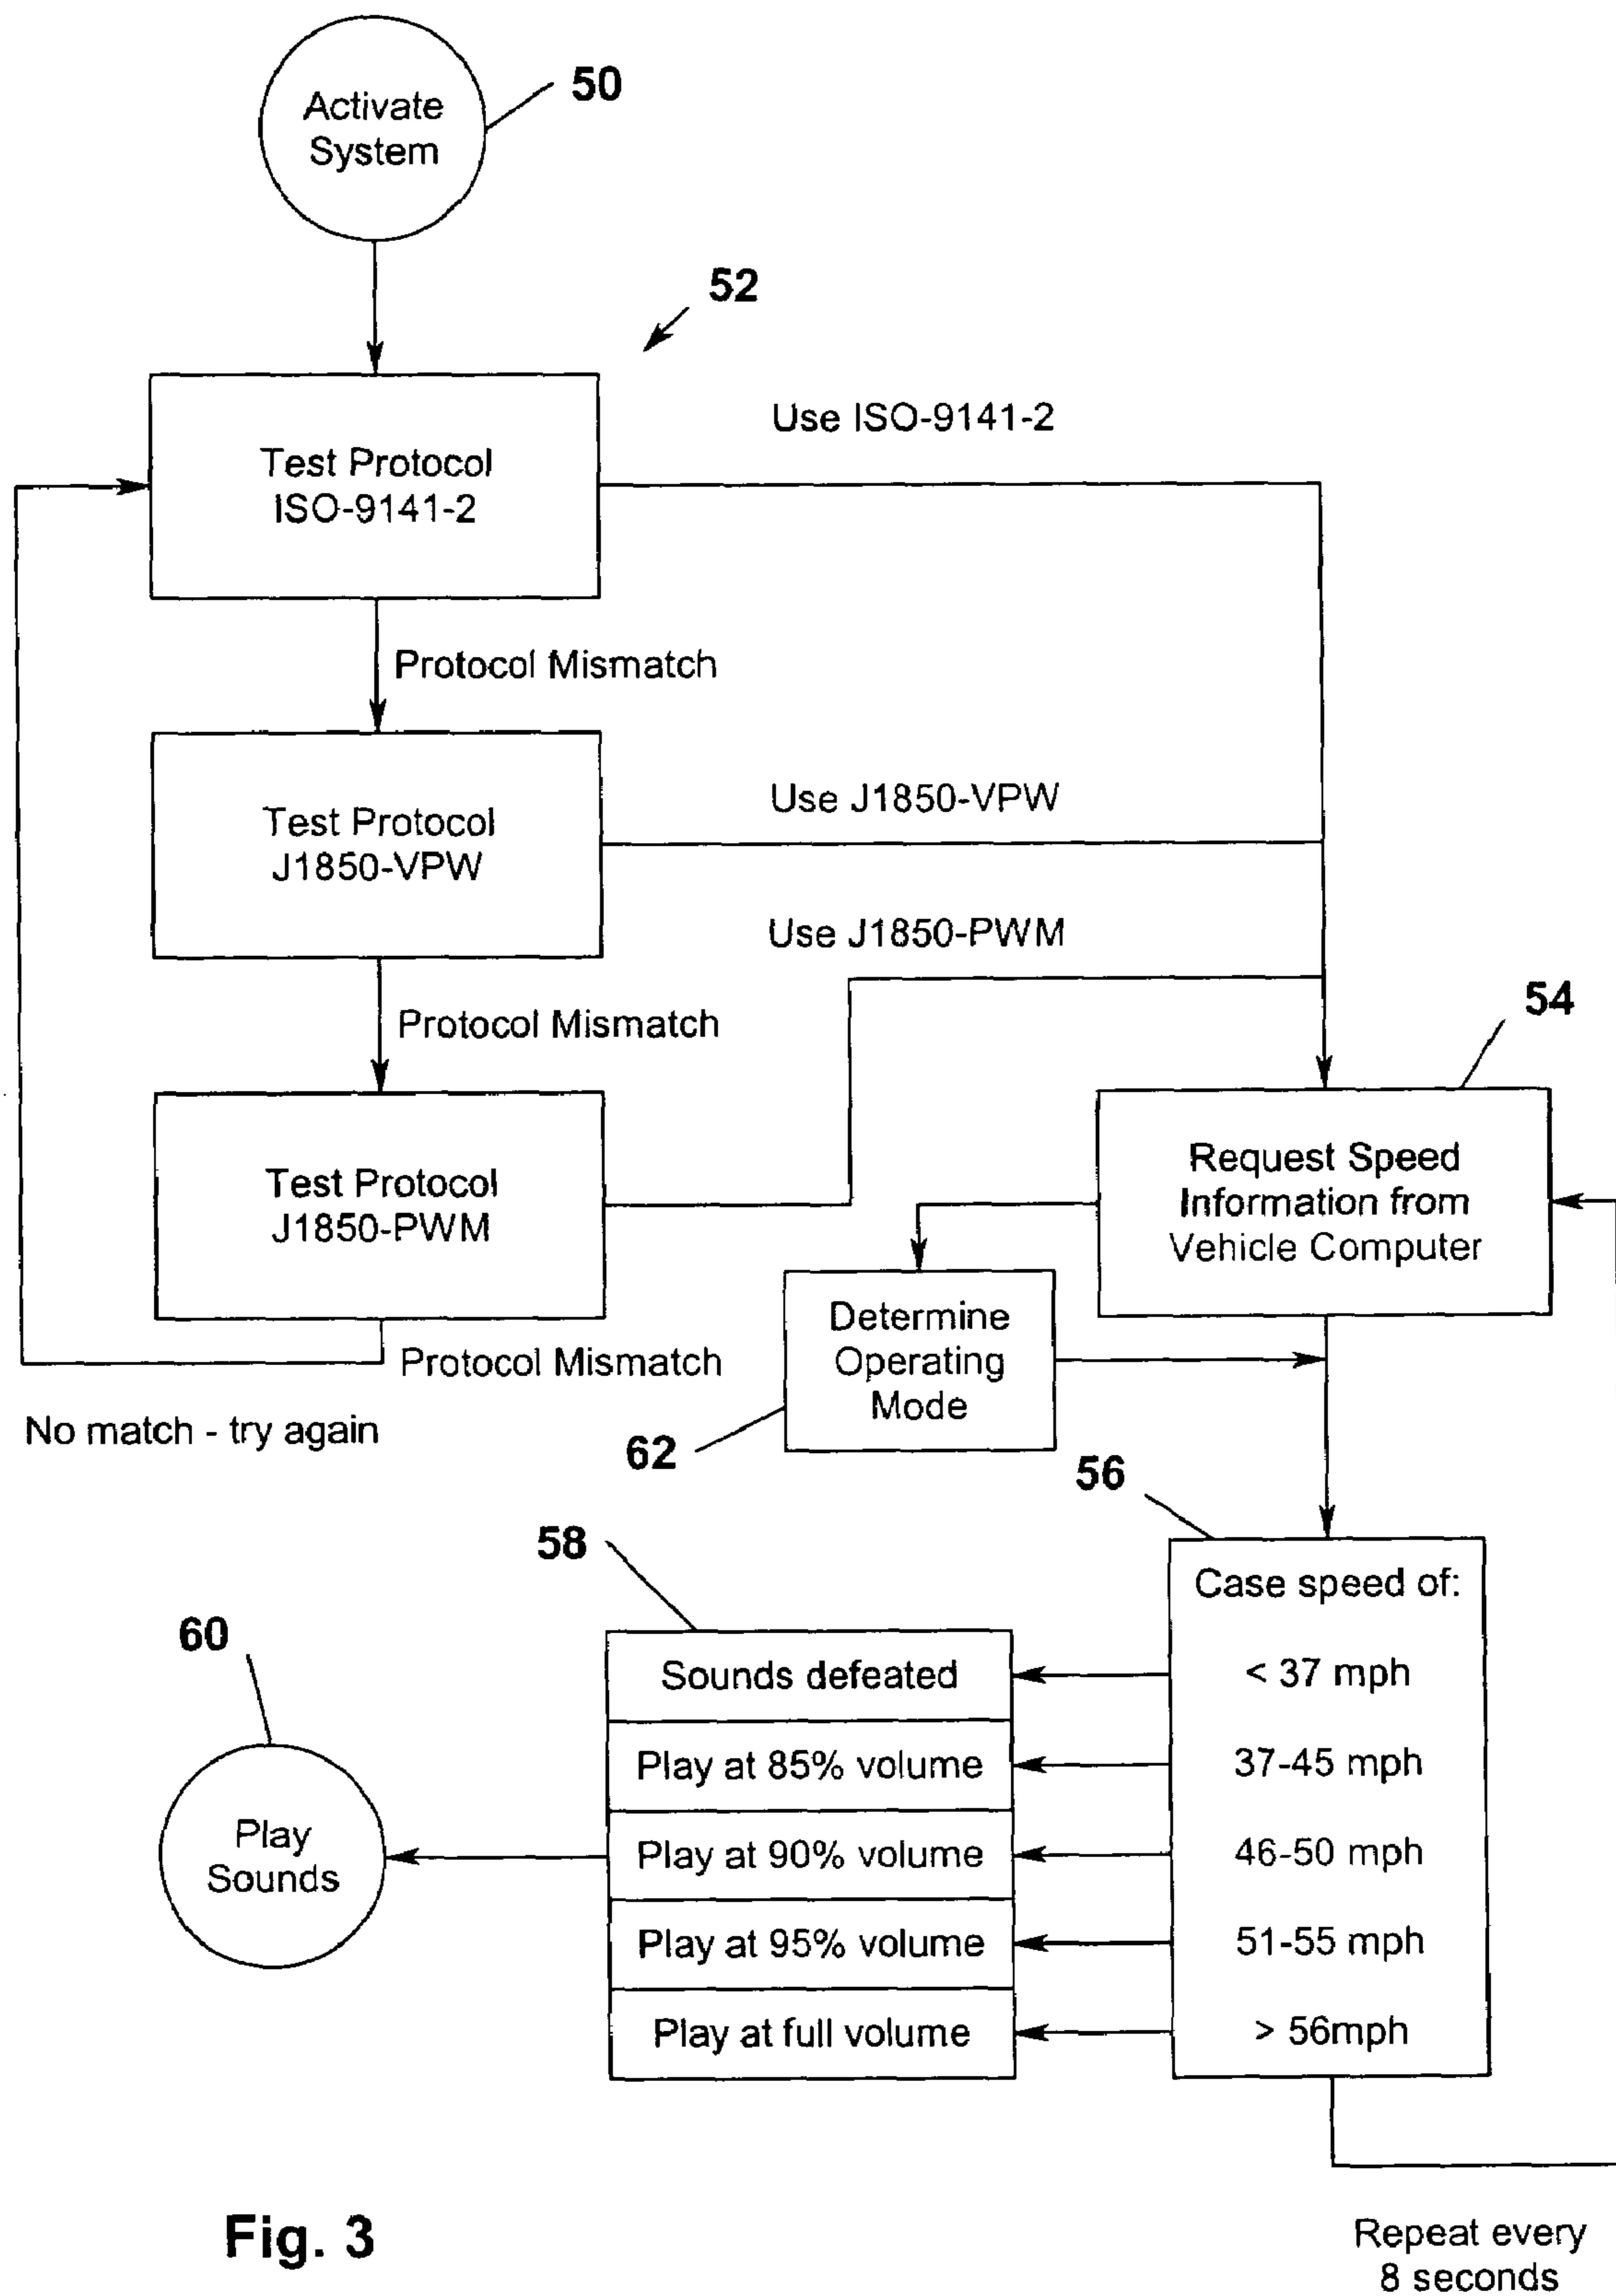 50
Activate
System
52
Use ISO-9141-2
Test Protocol
ISO-9141-2
Protocol Mismatch
Use J1850-VPW
Test Protocol
J1850-VPW
Use J1850-PWM
54
Protocol Mismatch
Request Speed
Information from
Vehicle Computer
Test Protocol
J1850-PWM
Determine
Operating
Mode
Protocol Mismatch
No match - try again
62
56
58
Case speed of:
60
Sounds defeated
< 37 mph
Play at 85% volume
37-45 mph
Play
Sounds
Play at 90% volume
46-50 mph
Play at 95% volume
51-55 mph
Play at full volume
> 56mph
Fig. 3
Repeat every
8 seconds